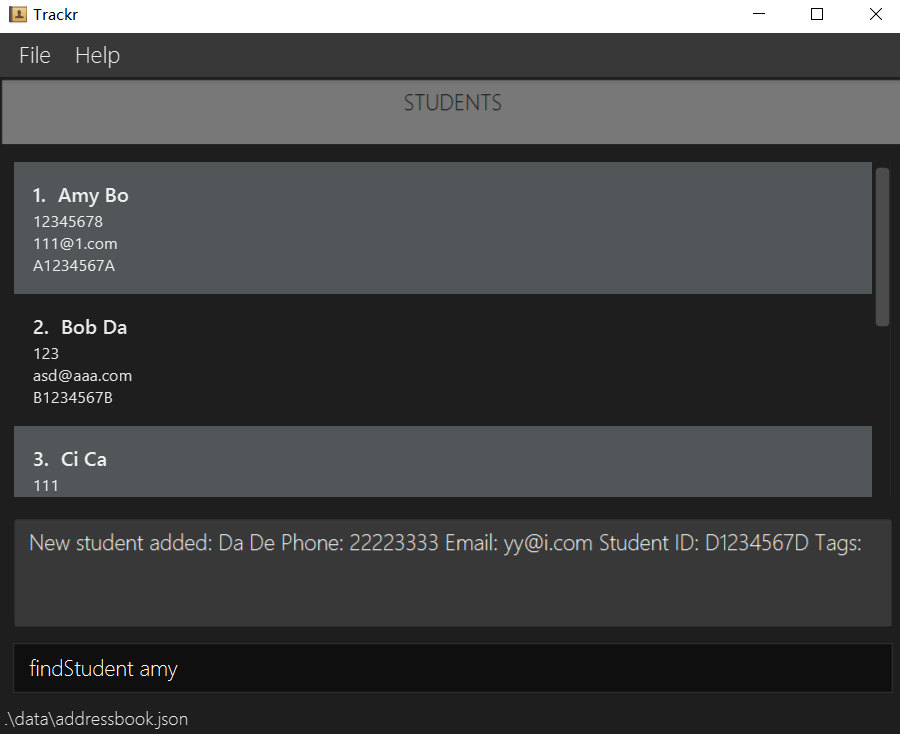 Trackr
File Help
STUDENTS
1. Amy Bo
12345678
111@1.com
A1234567A
2. Bob Da
123
asd@aaa.com
B1234567B
3. Ci Ca
111
New student added: Da De Phone: 22223333 Email: yy@i.com Student ID: D1234567D Tags:
findStudent amy
.\data\addressbook.json